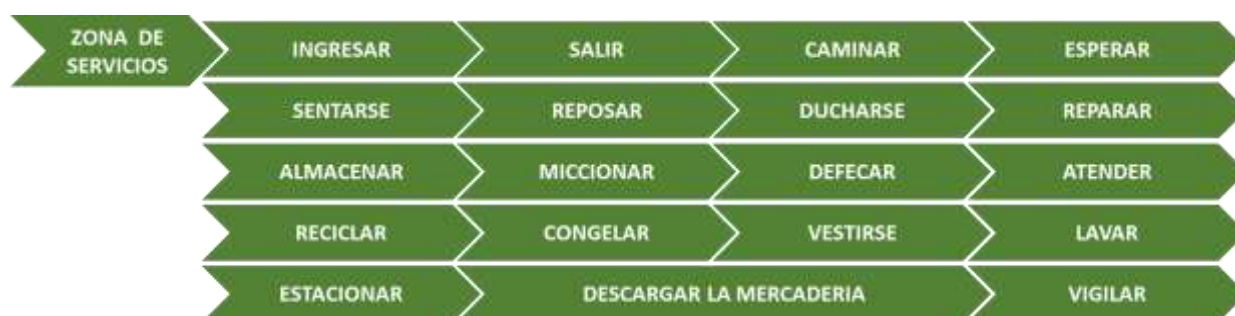 ZONA DE
SERVICIOS
INGRESAR SALIR CAMINAR ESPERAR
SENTARSE REPOSAR DUCHARSE REPARAR
ALMACENAR MICCIONAR DEFECAR ATENDER
RECICLAR CONGELAR VESTIRSE LAVAR
ESTACIONAR DESCARGAR LA MERCADERIA VIGILAR